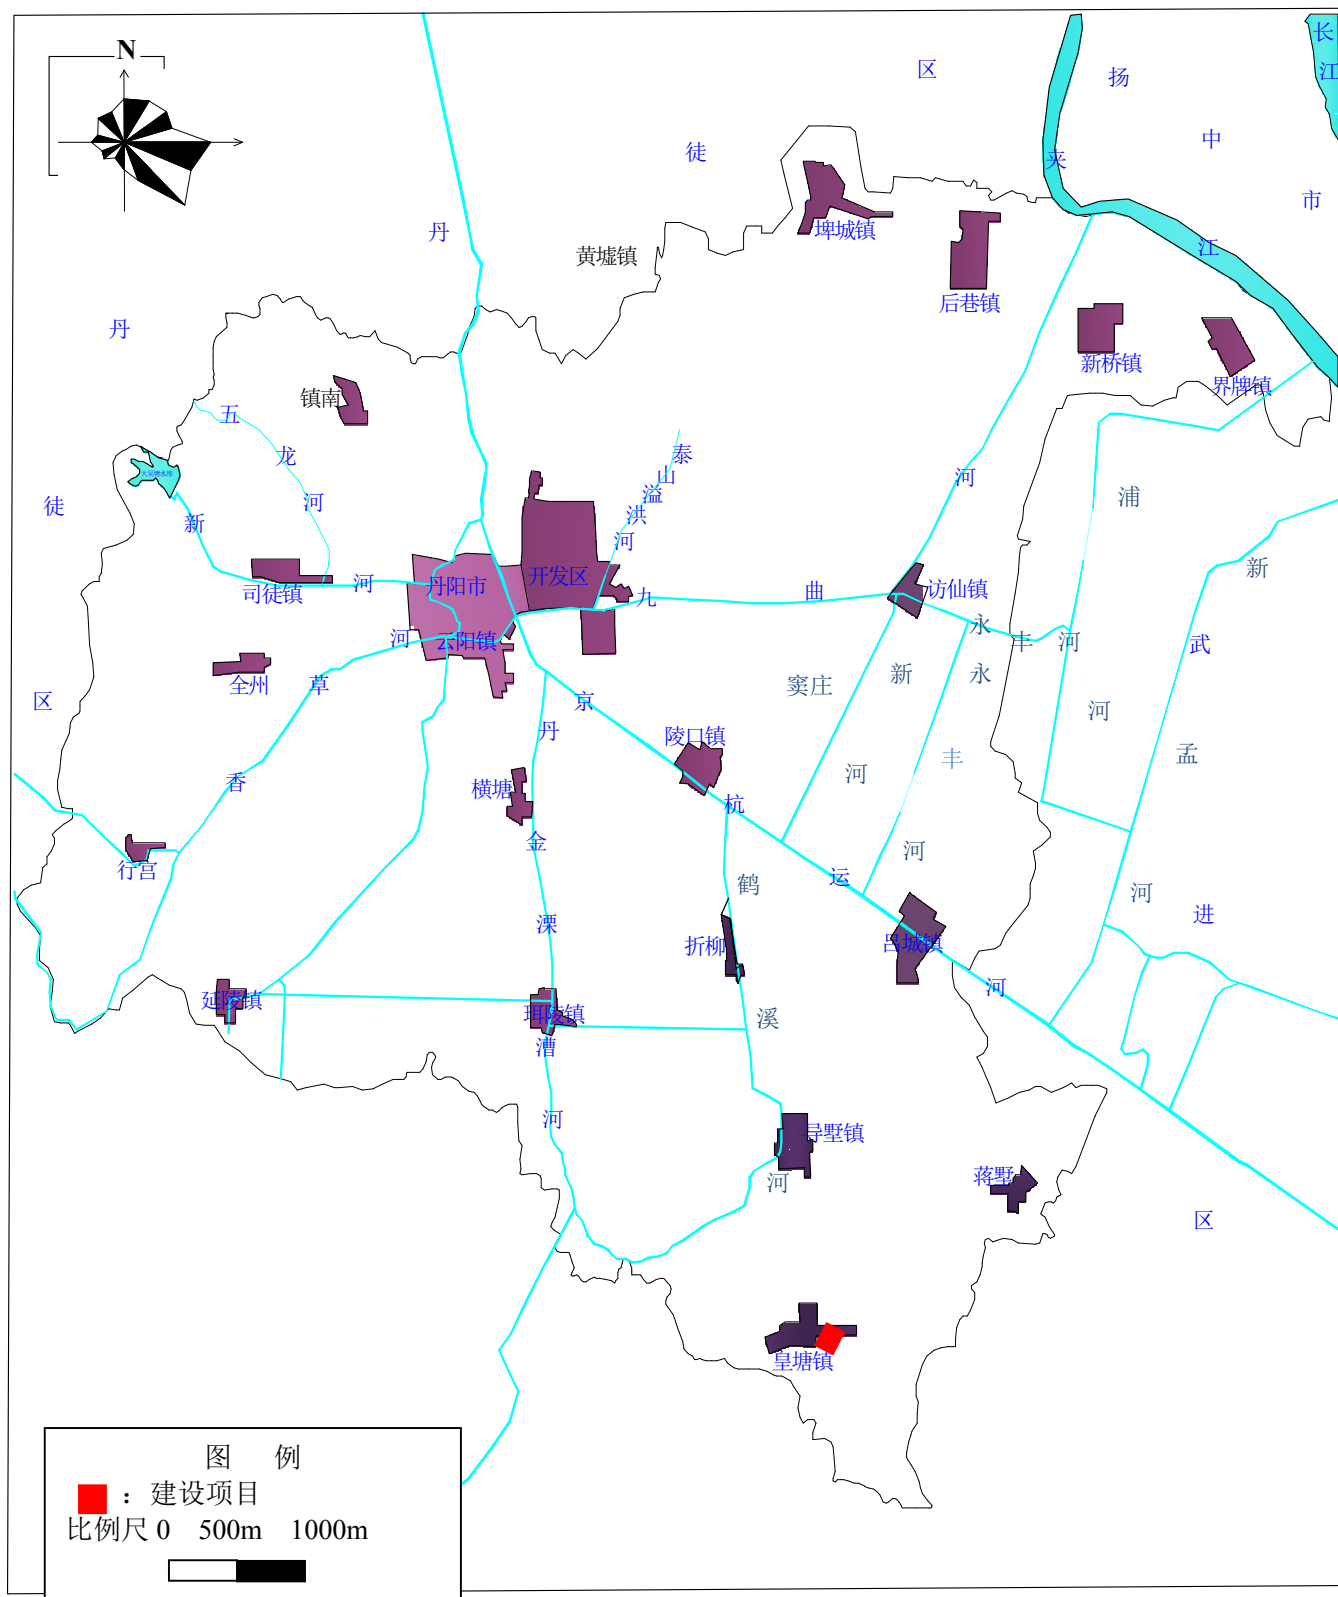 N
长
江
区
扬
中
市
夹
江
徒
丹
丹
徒
区
黄墟镇
埤城镇
后巷镇
新桥镇
界牌镇
镇南
五
龙
河
大吴塘水库
新
河
司徒镇
丹阳市
开发区
云阳镇
泰
山
溢
洪
河
九
曲
河
访仙镇
永
丰
河
浦
河
新
孟
河
武
进
区
全州
香
草
河
窦庄
新
河
永
丰
河
京
杭
运
河
陵口镇
丹
金
溧
漕
河
横塘
行宫
鹤
溪
河
折柳
吕城镇
延陵镇
珥陵镇
导墅镇
蒋墅
皇塘镇
图 例
：建设项目
比例尺 0 500m 1000m